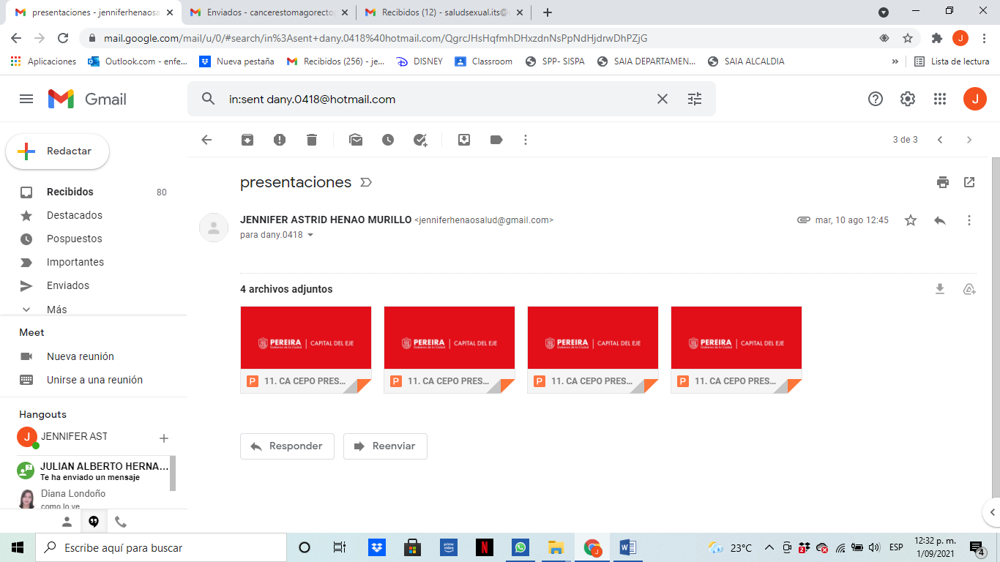 presentaciones - jenniferhenaosa
Enviados - cancerestomagorecto
Recibidos (12) - saludsexual.its@
mail.google.com/mail/u/0/#search/in%3Asent+dany.0418%40hotmail.com/QgrcJHsHqfmhDHxzdnNsPpNdHjdrwDhPZjG
J
Aplicaciones
Outlook.com - enfe...
Nueva pestaña
Recibidos (256) - je...
DISNEY
Classroom
SPP- SISPA
SAIA DEPARTAMEN...
SAIA ALCALDIA
»
Lista de lectura
Gmail
in:sent dany.0418@hotmail.com
J
Redactar
3 de 3
Recibidos 80
Destacados
Pospuestos
Importantes
Enviados
Más
Meet
Nueva reunión
Unirse a una reunión
Hangouts
J JENNIFER AST
JULIAN ALBERTO HERNA...
Te ha enviado un mensaje
Diana Londoño
como lo ve
presentaciones
JENNIFER ASTRID HENAO MURILLO <jenniferhenaosalud@gmail.com>
mar, 10 ago 12:45
para dany.0418
4 archivos adjuntos
PEREIRA
Gobierno de la Ciudad
CAPITAL DEL EJE
P 11. CA CEPO PRES...
PEREIRA
Gobierno de la Ciudad
CAPITAL DEL EJE
P 11. CA CEPO PRES...
PEREIRA
Gobierno de la Ciudad
CAPITAL DEL EJE
P 11. CA CEPO PRES...
PEREIRA
Gobierno de la Ciudad
CAPITAL DEL EJE
P 11. CA CEPO PRES...
Responder
Reenviar
Escribe aquí para buscar
prime video
N
J
W
23°C
2
ESP
12:32 p. m.
1/09/2021
4